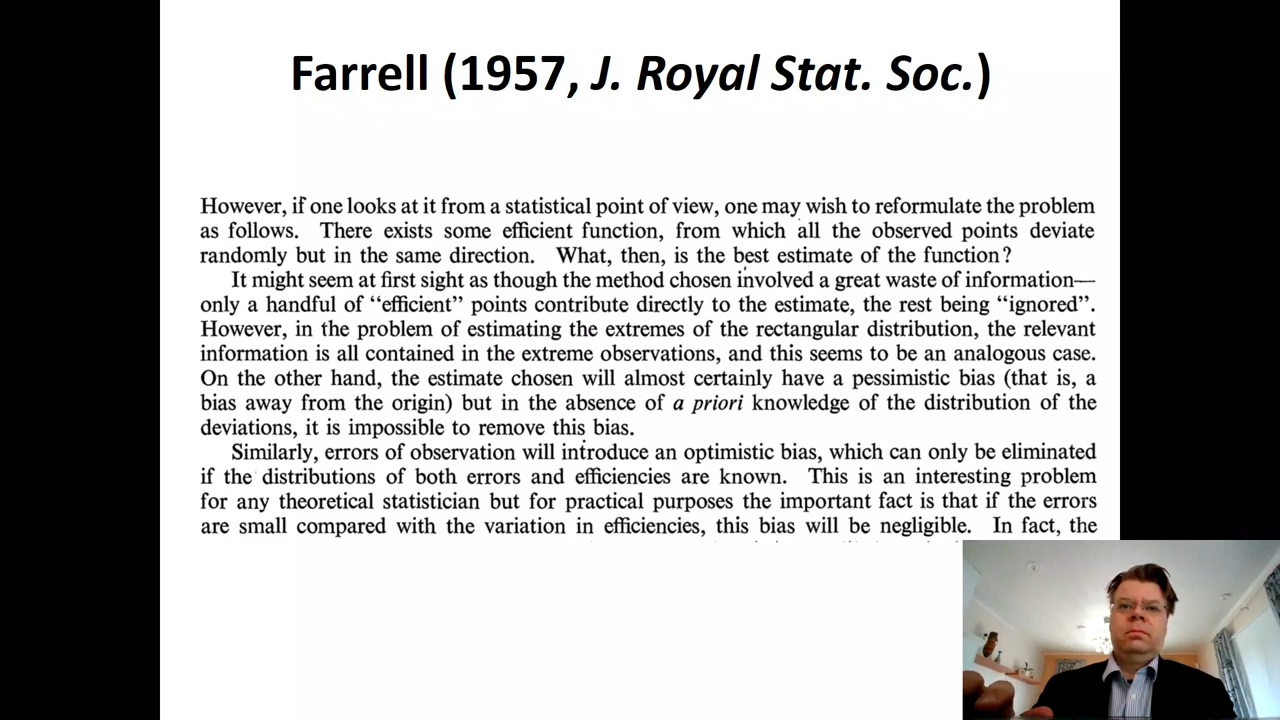 Farrell (1957, J. Royal Stat. Soc.)
However, if one looks at it from a statistical point of view, one may wish to reformulate the problem
as follows. There exists some efficient function, from which all the observed points deviate
randomly but in the same direction. What, then, is the best estimate of the function?
It might seem at first sight as though the method chosen involved a great waste of information—
only a handful of “efficient” points contribute directly to the estimate, the rest being “ignored”.
However, in the problem of estimating the extremes of the rectangular distribution, the relevant
information is all contained in the extreme observations, and this seems to be an analogous case.
On the other hand, the estimate chosen will almost certainly have a pessimistic bias (that is, a
bias away from the origin) but in the absence of a priori knowledge of the distribution of the
deviations, it is impossible to remove this bias.
Similarly, errors of observation will introduce an optimistic bias, which can only be eliminated
if the distributions of both errors and efficiencies are known. This is an interesting problem
for any theoretical statistician but for practical purposes the important fact is that if the errors
are small compared with the variation in efficiencies, this bias will be negligible. In fact, the